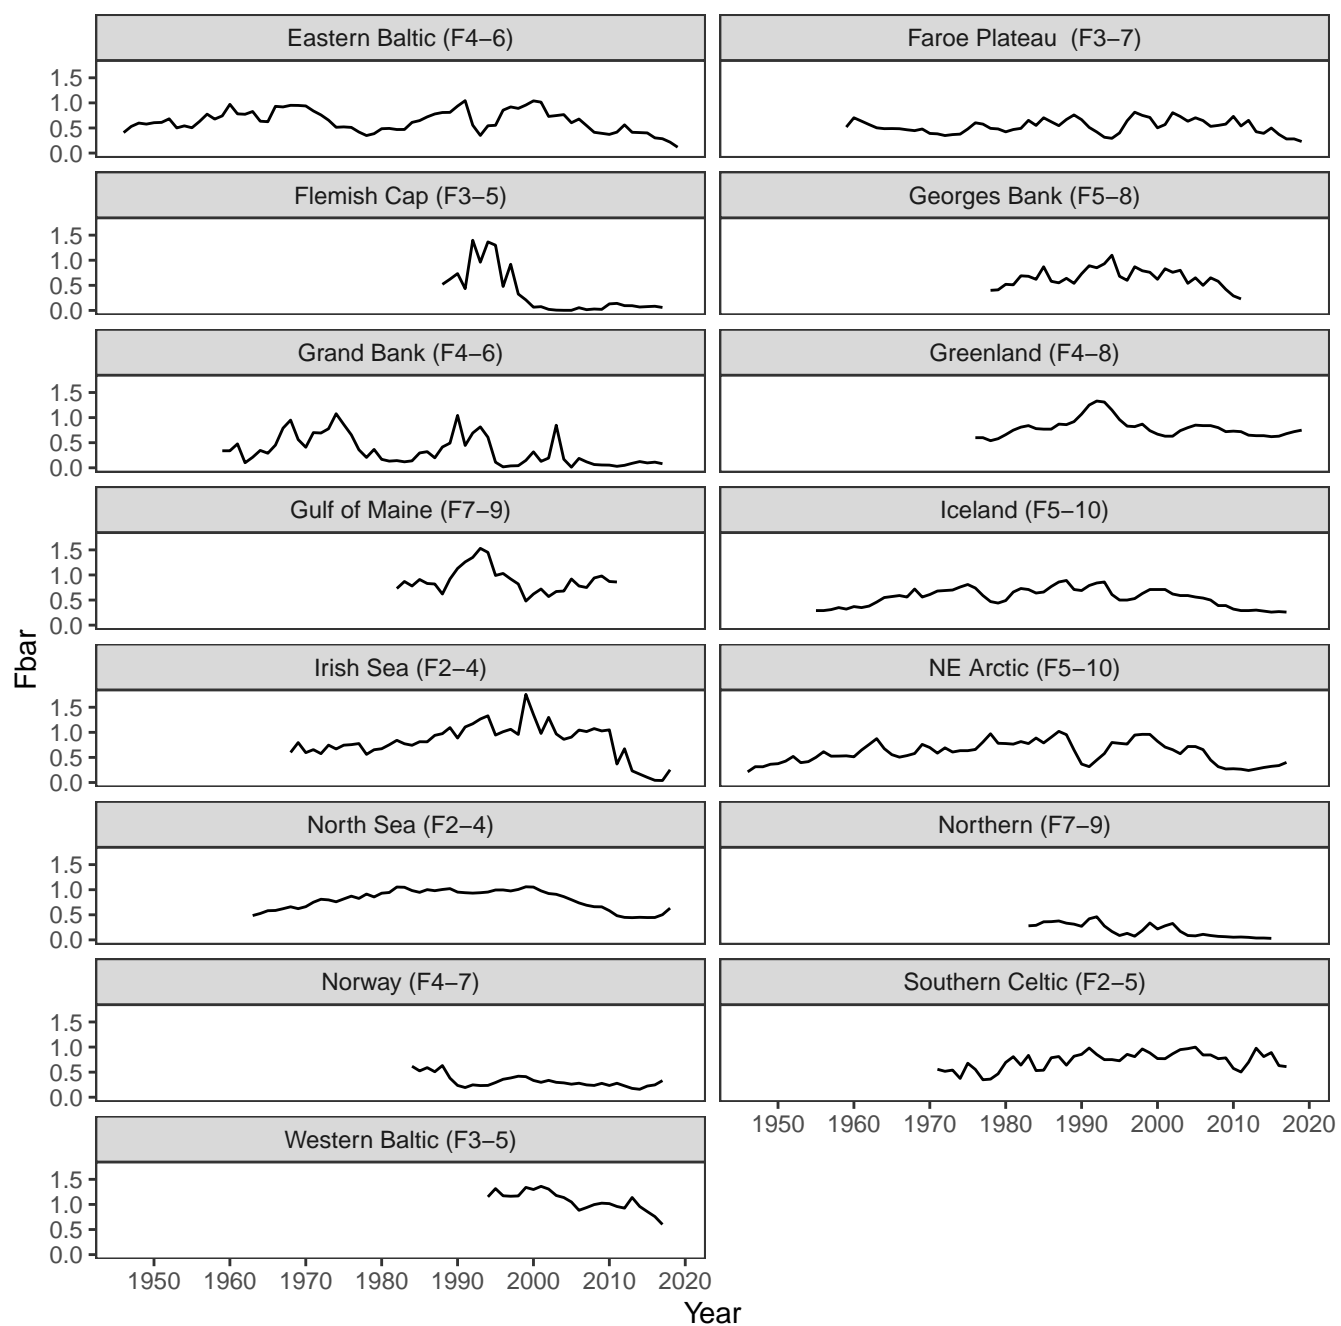 Eastern Baltic (F4−6)
Faroe Plateau  (F3−7)
1.5
1.0
0.5
0.0
Flemish Cap (F3−5)
Georges Bank (F5−8)
1.5
1.0
0.5
0.0
Grand Bank (F4−6)
Greenland (F4−8)
1.5
1.0
0.5
0.0
Gulf of Maine (F7−9)
Iceland (F5−10)
1.5
1.0
0.5
0.0
Fbar
Irish Sea (F2−4)
NE Arctic (F5−10)
1.5
1.0
0.5
0.0
North Sea (F2−4)
Northern (F7−9)
1.5
1.0
0.5
0.0
Norway (F4−7)
Southern Celtic (F2−5)
1.5
1.0
0.5
0.0
1950 1960 1970 1980 1990 2000 2010 2020
Western Baltic (F3−5)
1.5
1.0
0.5
0.0
1950 1960 1970 1980 1990 2000 2010 2020
Year